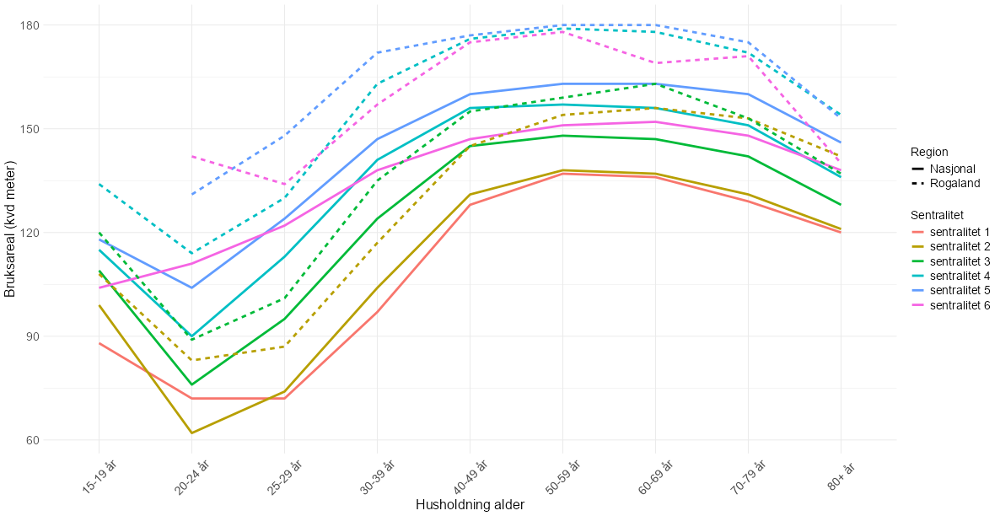 180
150
120
90
60
Bruksareal (kvd meter)
15-19 år
20-24 år
25-29 år
30-39 år
40-49 år
50-59 år
60-69 år
70-79 år
80+ år
Husholdning alder
Region
Nasjonal
Rogaland
Sentralitet
sentralitet 1
sentralitet 2
sentralitet 3
sentralitet 4
sentralitet 5
sentralitet 6